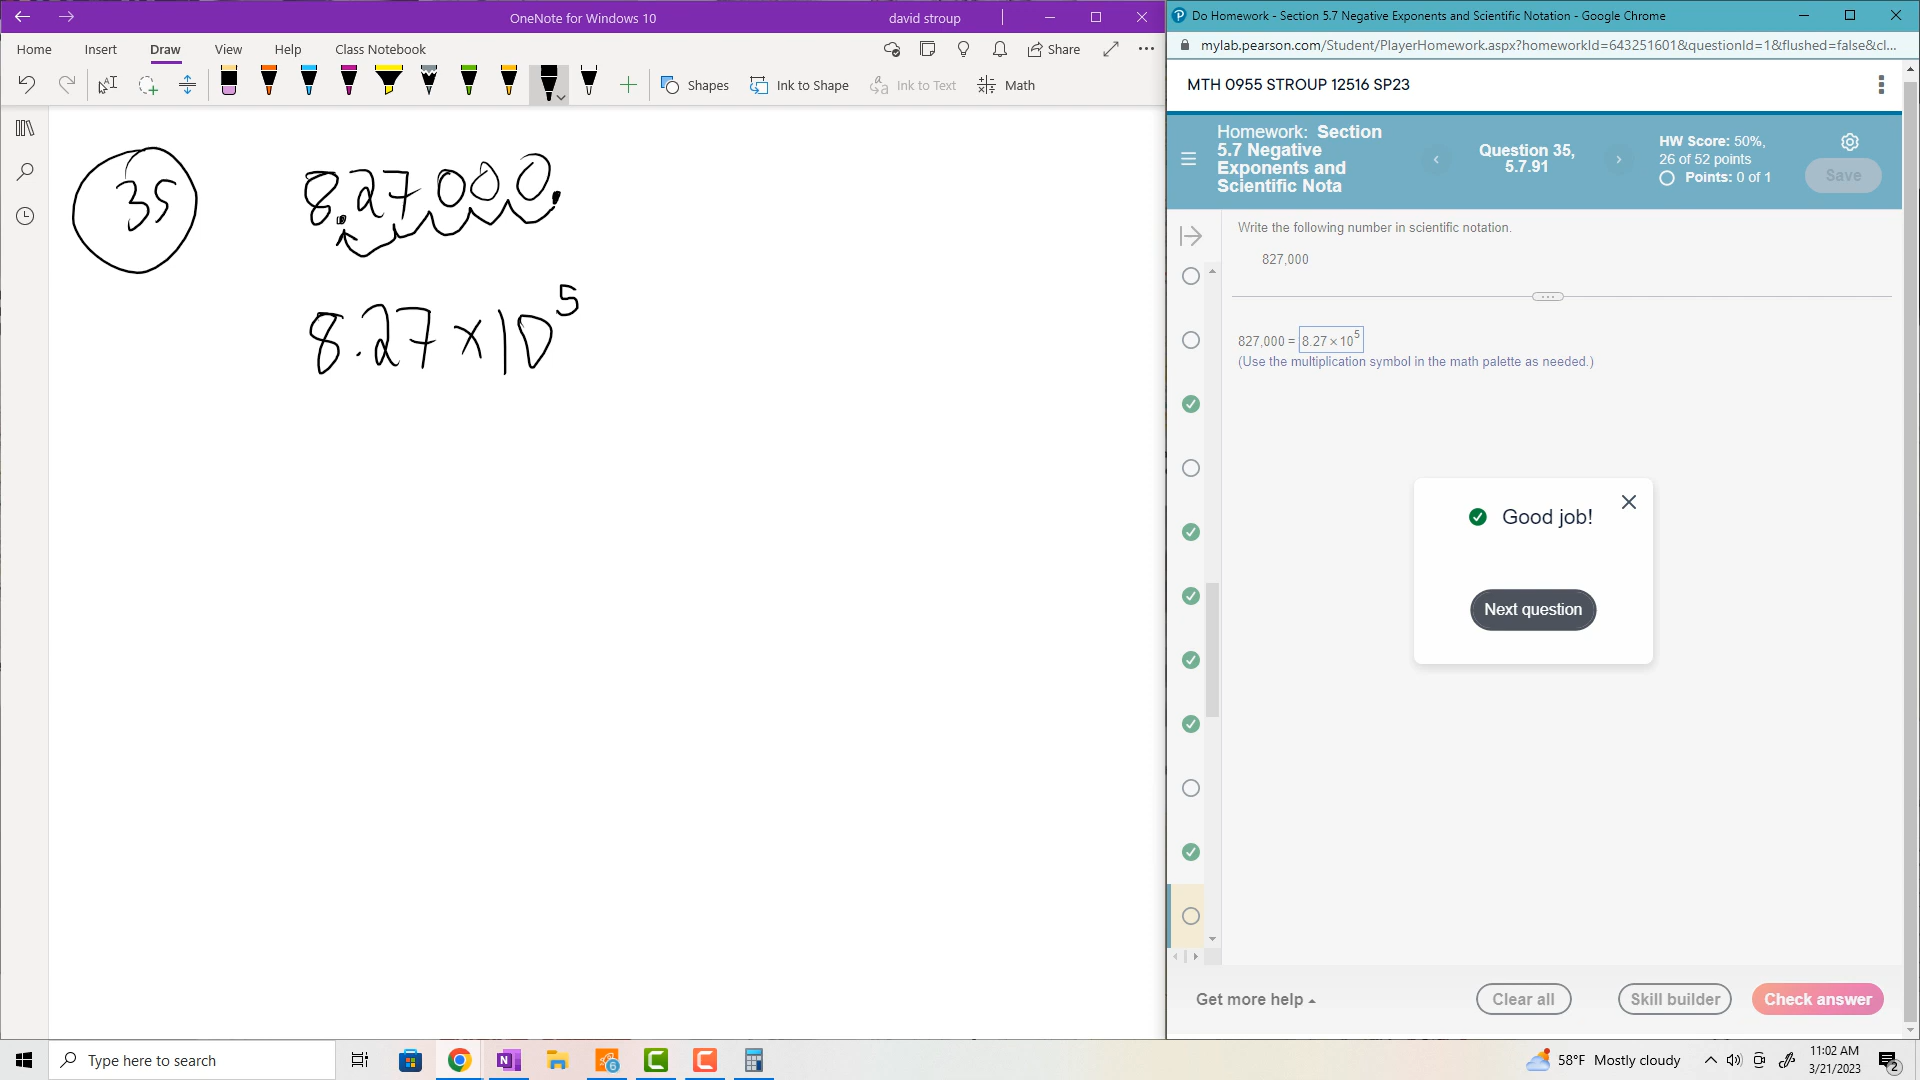 OneNote for Windows 10
david stroup
Home Insert Draw View Help Class Notebook
Share
Shapes Ink to Shape Ink to Text Math
35
8.27000.
8.27 × 10^5
Do Homework - Section 5.7 Negative Exponents and Scientific Notation - Google Chrome
mylab.pearson.com/Student/PlayerHomework.aspx?homeworkId=643251601&questionId=1&flushed=false&cl...
MTH 0955 STROUP 12516 SP23
Homework: Section 5.7 Negative Exponents and Scientific Nota
Question 35, 5.7.91
HW Score: 50%, 26 of 52 points
Points: 0 of 1
Save
Write the following number in scientific notation.
827,000
827,000 = 8.27 × 10^5
(Use the multiplication symbol in the math palette as needed.)
Good job!
Next question
Get more help
Clear all
Skill builder
Check answer
Type here to search
6
58°F Mostly cloudy
11:02 AM
3/21/2023
2